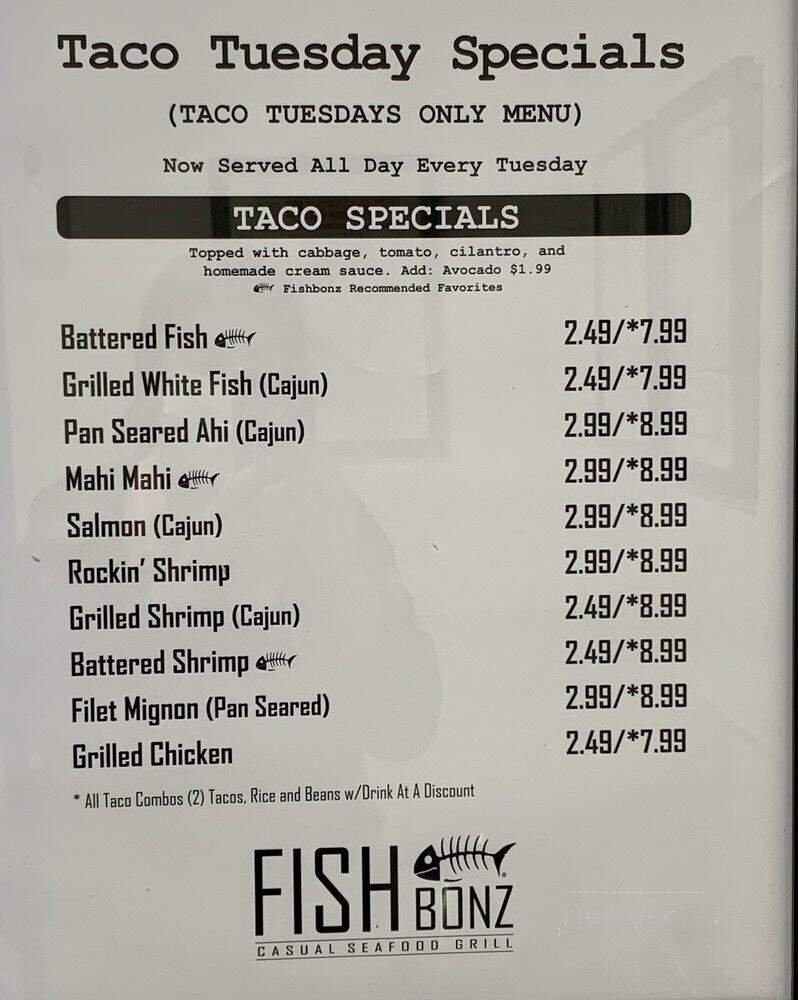 Taco Tuesday Specials
(TACO TUESDAYS ONLY MENU)
Now Served All Day Every Tuesday
TACO SPECIALS
Topped with cabbage, tomato, cilantro, and
homemade cream sauce. Add: Avocado $1.99
Fishbonz Recommended Favorites
Battered Fish 2.49/*7.99
Grilled White Fish (Cajun) 2.49/*7.99
Pan Seared Ahi (Cajun) 2.99/*8.99
Mahi Mahi 2.99/*8.99
Salmon (Cajun) 2.99/*8.99
Rockin' Shrimp 2.99/*8.99
Grilled Shrimp (Cajun) 2.49/*8.99
Battered Shrimp 2.49/*8.99
Filet Mignon (Pan Seared) 2.99/*8.99
Grilled Chicken 2.49/*7.99
* All Taco Combos (2) Tacos, Rice and Beans w/Drink At A Discount
FISH BŌNZ
CASUAL SEAFOOD GRILL